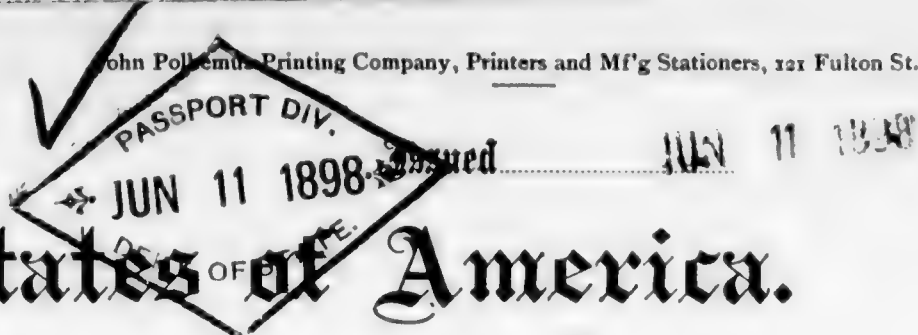 John Polhemus Printing Company, Printers and Mf'g Stationers, 121 Fulton St.
PASSPORT DIV.
Issued JUN 11 1898
JUN 11 1898
DEPT. OF STATE.
tates of America.